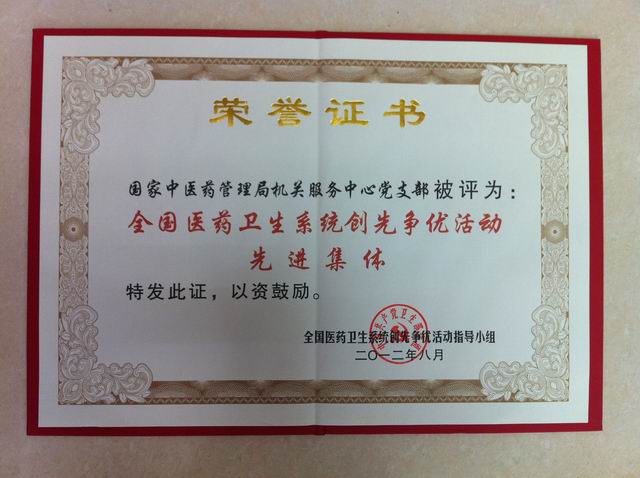 荣誉证书
国家中医药管理局机关服务中心党支部被评为：
全国医药卫生系统创先争优活动
先进集体
特发此证，以资鼓励。
全国医药卫生系统创先争优活动指导小组
二〇一二年八月